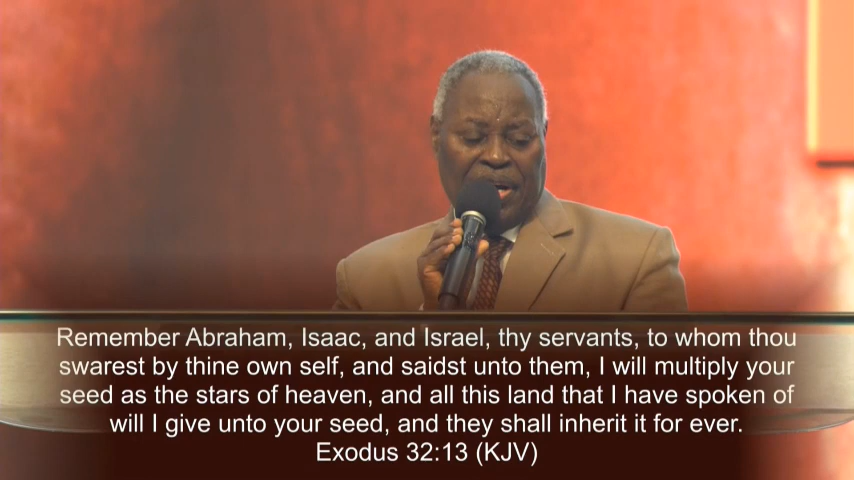 Remember Abraham, Isaac, and Israel, thy servants, to whom thou
swarest by thine own self, and saidst unto them, I will multiply your
seed as the stars of heaven, and all this land that I have spoken of
will I give unto your seed, and they shall inherit it for ever.
Exodus 32:13 (KJV)